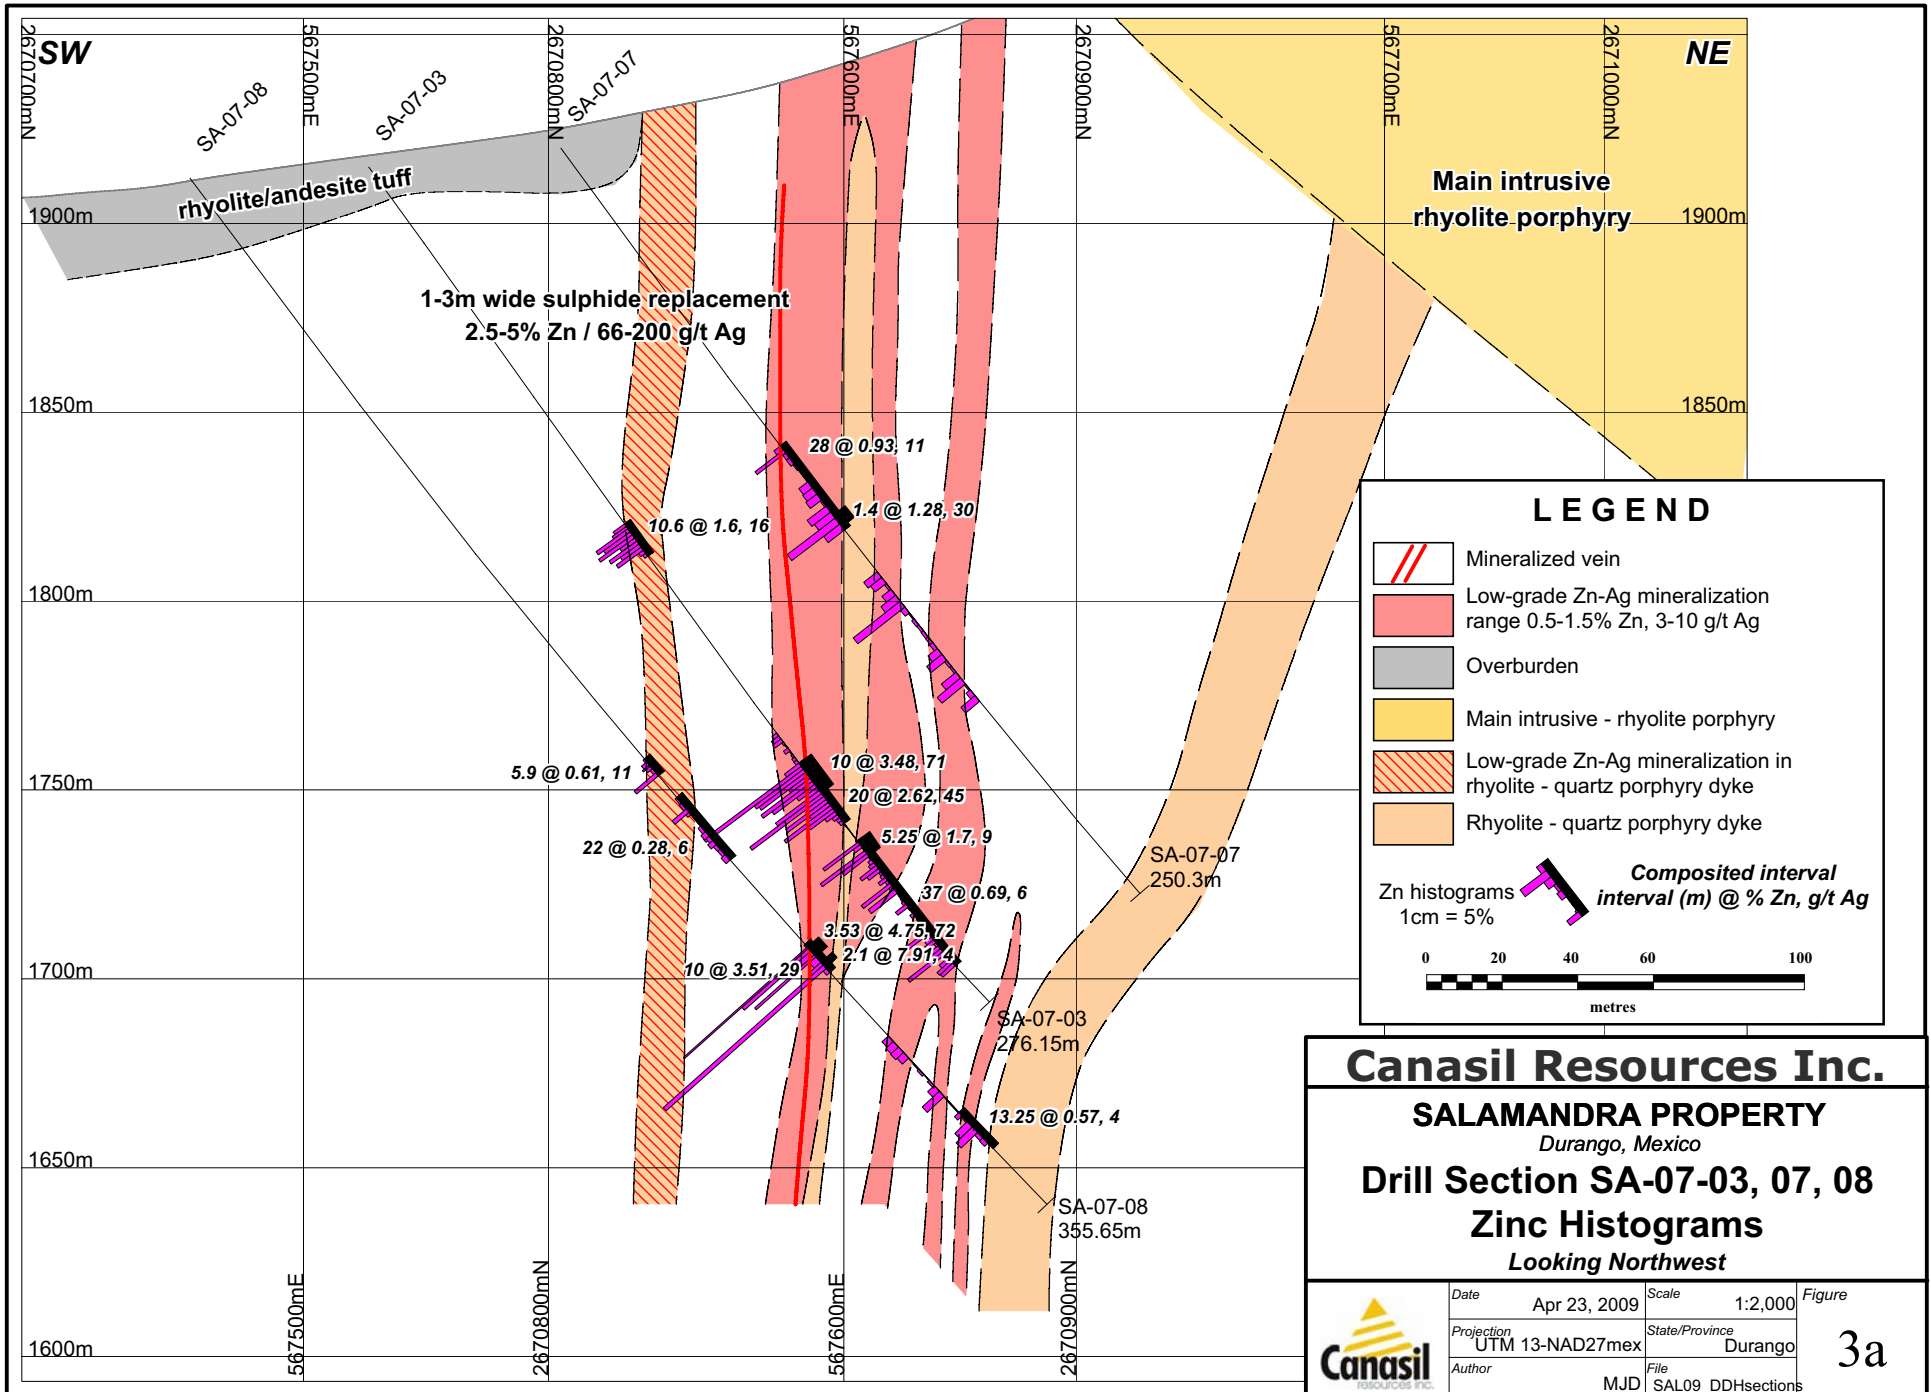 SW
NE
2670700mN
567500mE
2670800mN
567600mE
2670900mN
567700mE
2671000mN
SA-07-08
SA-07-03
SA-07-07
rhyolite/andesite tuff
Main intrusive
rhyolite porphyry
1900m
1900m
1-3m wide sulphide replacement
2.5-5% Zn / 66-200 g/t Ag
1850m
1850m
28 @ 0.93, 11
1.4 @ 1.28, 30
10.6 @ 1.6, 16
1800m
10 @ 3.48, 71
5.9 @ 0.61, 11
1750m
20 @ 2.62, 45
5.25 @ 1.7, 9
22 @ 0.28, 6
SA-07-07
250.3m
37 @ 0.69, 6
3.53 @ 4.75, 72
2.1 @ 7.91, 4
10 @ 3.51, 29
1700m
SA-07-03
276.15m
13.25 @ 0.57, 4
1650m
SA-07-08
355.65m
1600m
567500mE
2670800mN
567600mE
2670900mN
LEGEND
Mineralized vein
Low-grade Zn-Ag mineralization
range 0.5-1.5% Zn, 3-10 g/t Ag
Overburden
Main intrusive - rhyolite porphyry
Low-grade Zn-Ag mineralization in
rhyolite - quartz porphyry dyke
Rhyolite - quartz porphyry dyke
Zn histograms
1cm = 5%
Composited interval
interval (m) @ % Zn, g/t Ag
0 20 40 60 100
metres
Canasil Resources Inc.
SALAMANDRA PROPERTY
Durango, Mexico
Drill Section SA-07-03, 07, 08
Zinc Histograms
Looking Northwest
Canasil
resources inc.
Date Apr 23, 2009
Scale 1:2,000
Figure
3a
Projection UTM 13-NAD27mex
State/Province Durango
Author MJD
File SAL09_DDHsections